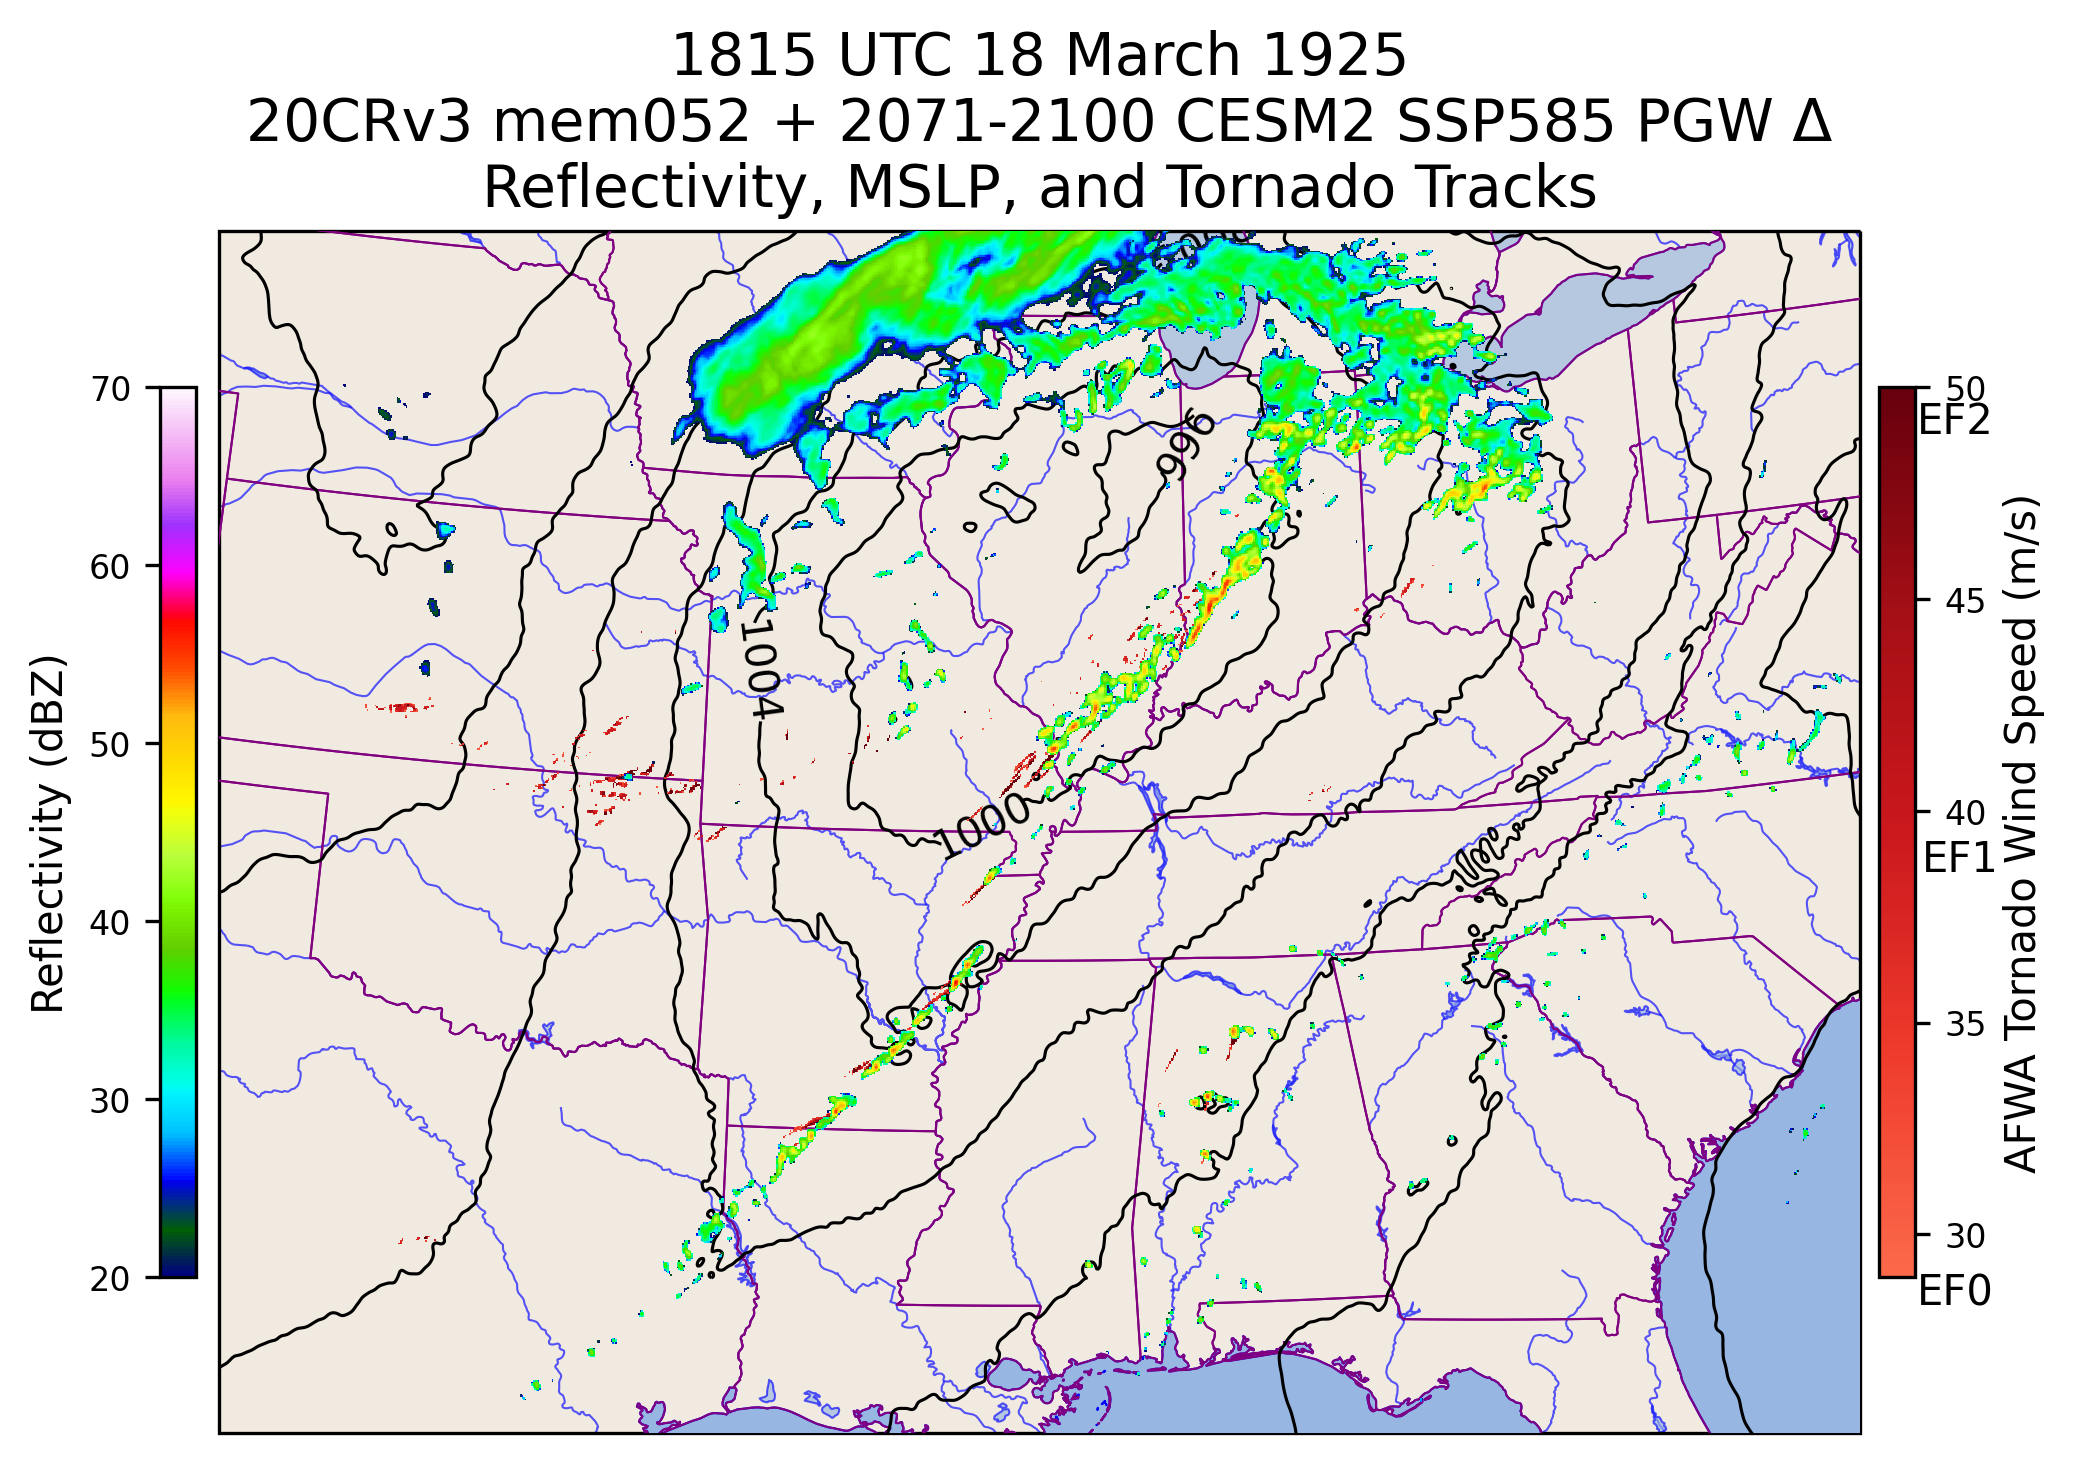 1815 UTC 18 March 1925
20CRv3 mem052 + 2071-2100 CESM2 SSP585 PGW Δ
Reflectivity, MSLP, and Tornado Tracks
Reflectivity (dBZ)
70
60
50
40
30
20
996
1004
1000
50
EF2
45
40
EF1
35
30
EF0
AFWA Tornado Wind Speed (m/s)